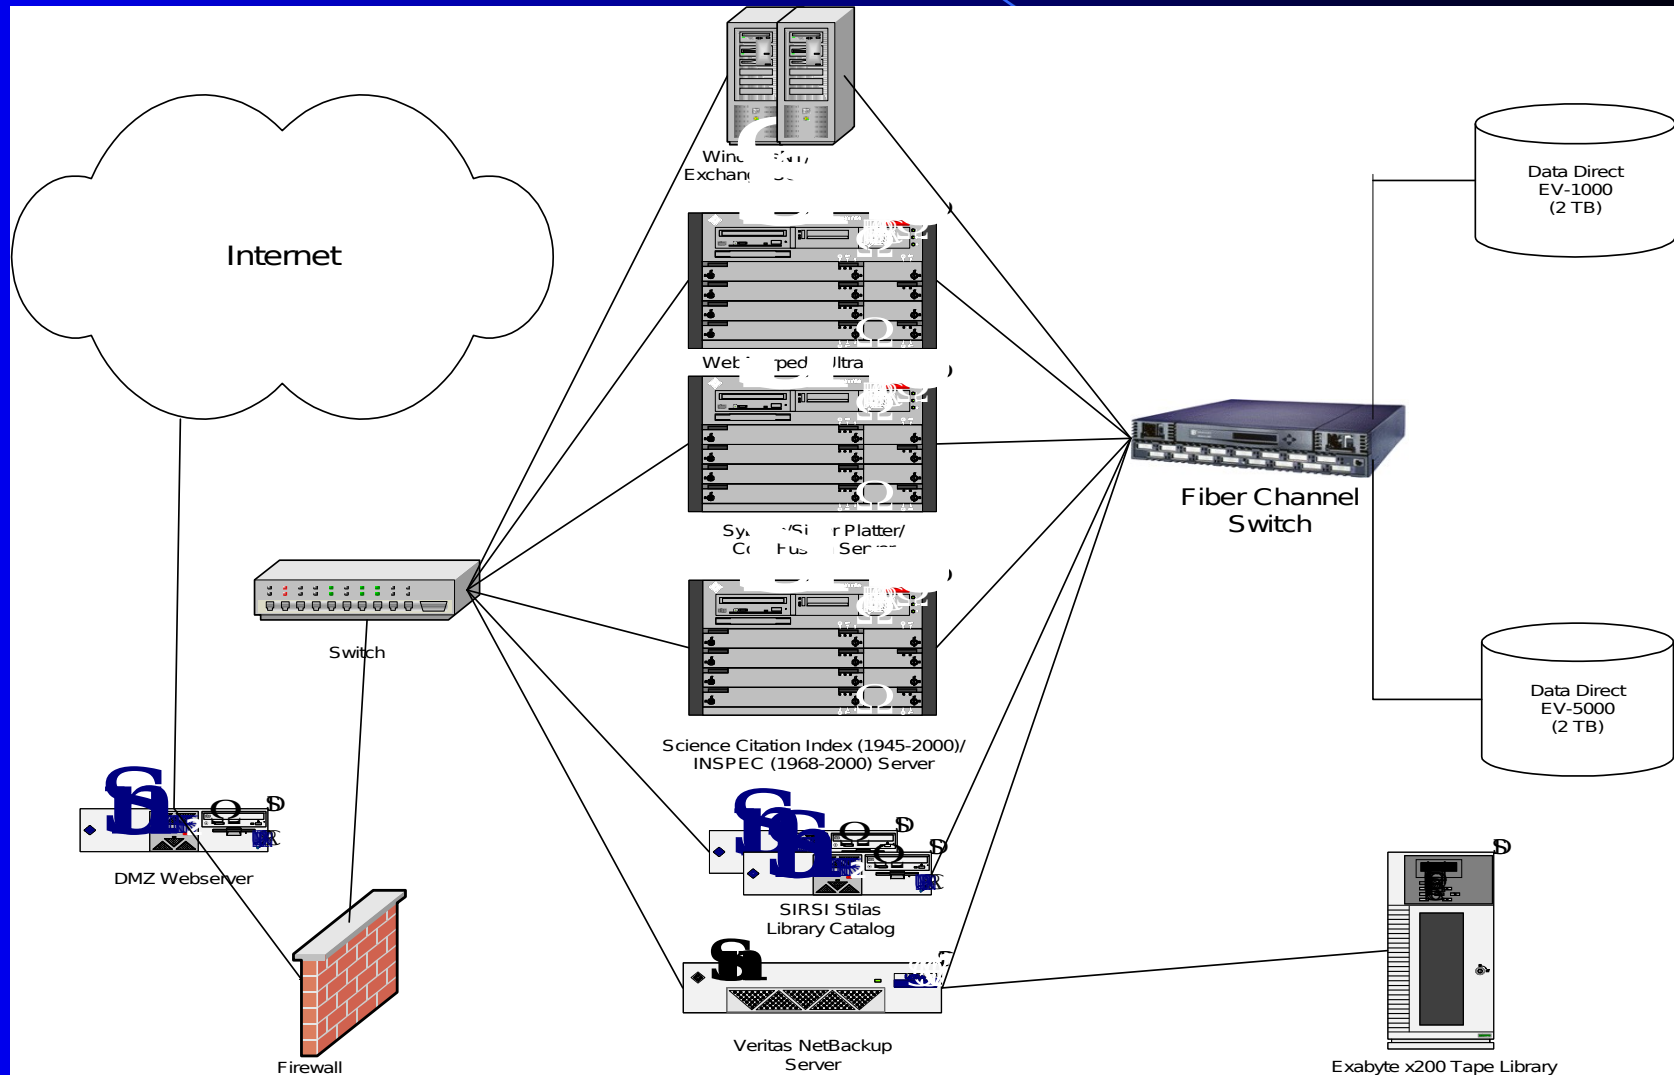 Internet
Data Direct
EV-1000
(2 TB)
Fiber Channel
Switch
Switch
Platter/
Science Citation Index (1945-2000)/
INSPEC (1968-2000) Server
Data Direct
EV-5000
(2 TB)
DMZ Webserver
SIRSI Stilas
Library Catalog
Firewall
Veritas NetBackup
Server
Exabyte x200 Tape Library